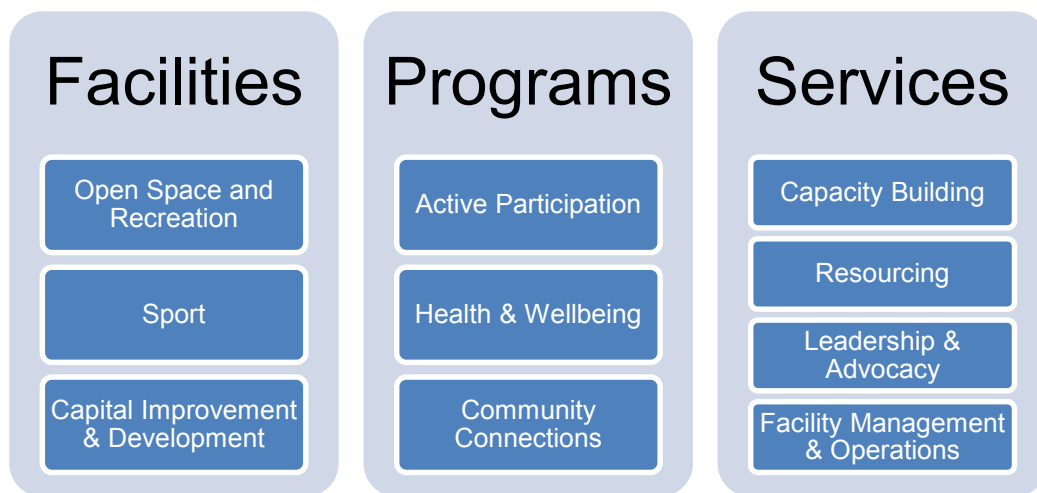 Facilities
Open Space and
Recreation
Sport
Capital Improvement
& Development
Programs
Active Participation
Health & Wellbeing
Community
Connections
Services
Capacity Building
Resourcing
Leadership &
Advocacy
Facility Management
& Operations